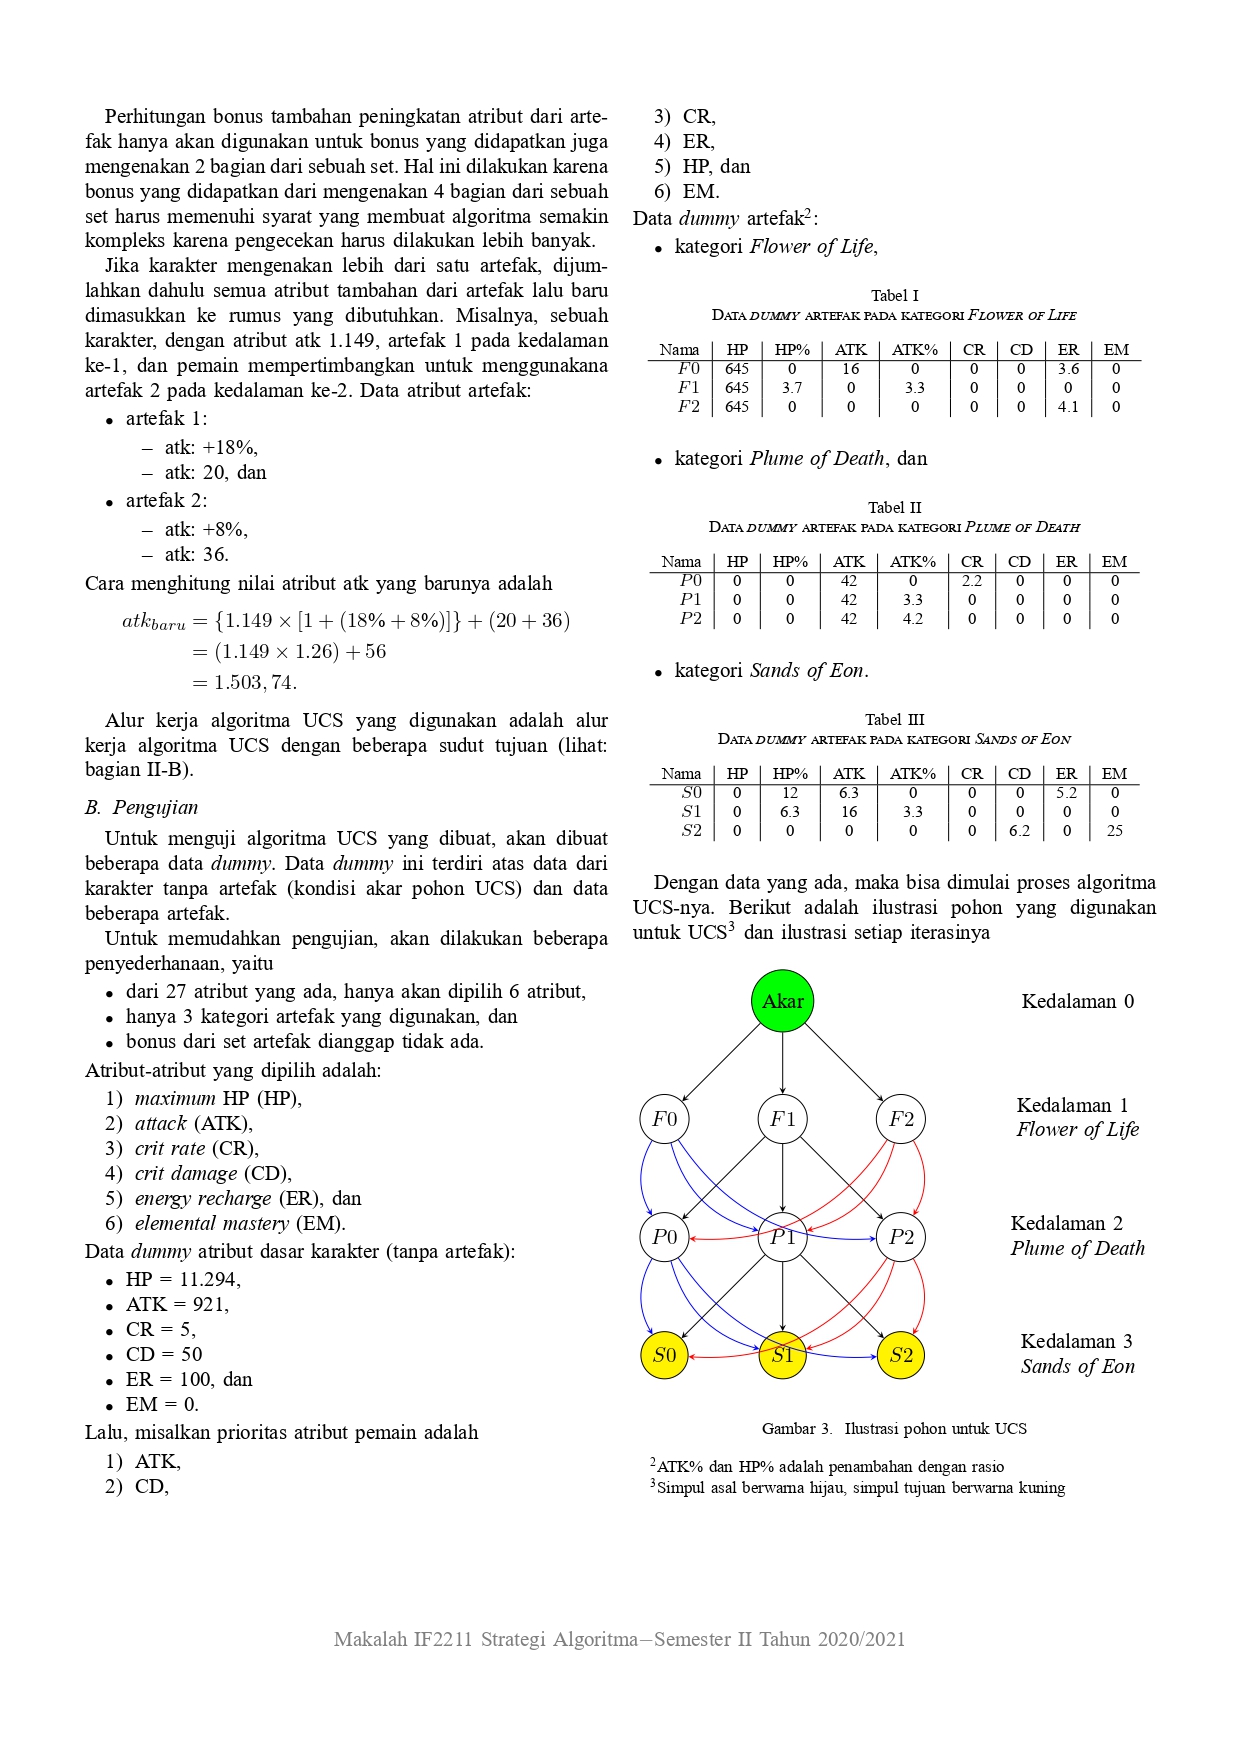 Perhitungan bonus tambahan peningkatan atribut dari arte-
fak hanya akan digunakan untuk bonus yang didapatkan juga
mengenakan 2 bagian dari sebuah set. Hal ini dilakukan karena
bonus yang didapatkan dari mengenakan 4 bagian dari sebuah
set harus memenuhi syarat yang membuat algoritma semakin
kompleks karena pengecekan harus dilakukan lebih banyak.
Jika karakter mengenakan lebih dari satu artefak, dijum-
lahkan dahulu semua atribut tambahan dari artefak lalu baru
dimasukkan ke rumus yang dibutuhkan. Misalnya, sebuah
karakter, dengan atribut atk 1.149, artefak 1 pada kedalaman
ke-1, dan pemain mempertimbangkan untuk menggunakana
artefak 2 pada kedalaman ke-2. Data atribut artefak:
• artefak 1:
– atk: +18%,
– atk: 20, dan
• artefak 2:
– atk: +8%,
– atk: 36.
Cara menghitung nilai atribut atk yang barunya adalah
atk_baru = {1.149 × [1 + (18% + 8%)]} + (20 + 36)
= (1.149 × 1.26) + 56
= 1.503, 74.
Alur kerja algoritma UCS yang digunakan adalah alur
kerja algoritma UCS dengan beberapa sudut tujuan (lihat:
bagian II-B).
B. Pengujian
Untuk menguji algoritma UCS yang dibuat, akan dibuat
beberapa data dummy. Data dummy ini terdiri atas data dari
karakter tanpa artefak (kondisi akar pohon UCS) dan data
beberapa artefak.
Untuk memudahkan pengujian, akan dilakukan beberapa
penyederhanaan, yaitu
• dari 27 atribut yang ada, hanya akan dipilih 6 atribut,
• hanya 3 kategori artefak yang digunakan, dan
• bonus dari set artefak dianggap tidak ada.
Atribut-atribut yang dipilih adalah:
1) maximum HP (HP),
2) attack (ATK),
3) crit rate (CR),
4) crit damage (CD),
5) energy recharge (ER), dan
6) elemental mastery (EM).
Data dummy atribut dasar karakter (tanpa artefak):
• HP = 11.294,
• ATK = 921,
• CR = 5,
• CD = 50
• ER = 100, dan
• EM = 0.
Lalu, misalkan prioritas atribut pemain adalah
1) ATK,
2) CD,
3) CR,
4) ER,
5) HP, dan
6) EM.
Data dummy artefak²:
• kategori Flower of Life,
Tabel I
DATA DUMMY ARTEFAK PADA KATEGORI FLOWER OF LIFE
Nama HP HP% ATK ATK% CR CD ER EM
F0 645 0 16 0 0 0 3.6 0
F1 645 3.7 0 3.3 0 0 0 0
F2 645 0 0 0 0 0 4.1 0
• kategori Plume of Death, dan
Tabel II
DATA DUMMY ARTEFAK PADA KATEGORI PLUME OF DEATH
Nama HP HP% ATK ATK% CR CD ER EM
P0 0 0 42 0 2.2 0 0 0
P1 0 0 42 3.3 0 0 0 0
P2 0 0 42 4.2 0 0 0 0
• kategori Sands of Eon.
Tabel III
DATA DUMMY ARTEFAK PADA KATEGORI SANDS OF EON
Nama HP HP% ATK ATK% CR CD ER EM
S0 0 12 6.3 0 0 0 5.2 0
S1 0 6.3 16 3.3 0 0 0 0
S2 0 0 0 0 0 6.2 0 25
Dengan data yang ada, maka bisa dimulai proses algoritma
UCS-nya. Berikut adalah ilustrasi pohon yang digunakan
untuk UCS³ dan ilustrasi setiap iterasinya
Akar Kedalaman 0
F0 F1 F2 Kedalaman 1
Flower of Life
P0 P1 P2 Kedalaman 2
Plume of Death
S0 S1 S2 Kedalaman 3
Sands of Eon
Gambar 3. Ilustrasi pohon untuk UCS
²ATK% dan HP% adalah penambahan dengan rasio
³Simpul asal berwarna hijau, simpul tujuan berwarna kuning
Makalah IF2211 Strategi Algoritma—Semester II Tahun 2020/2021